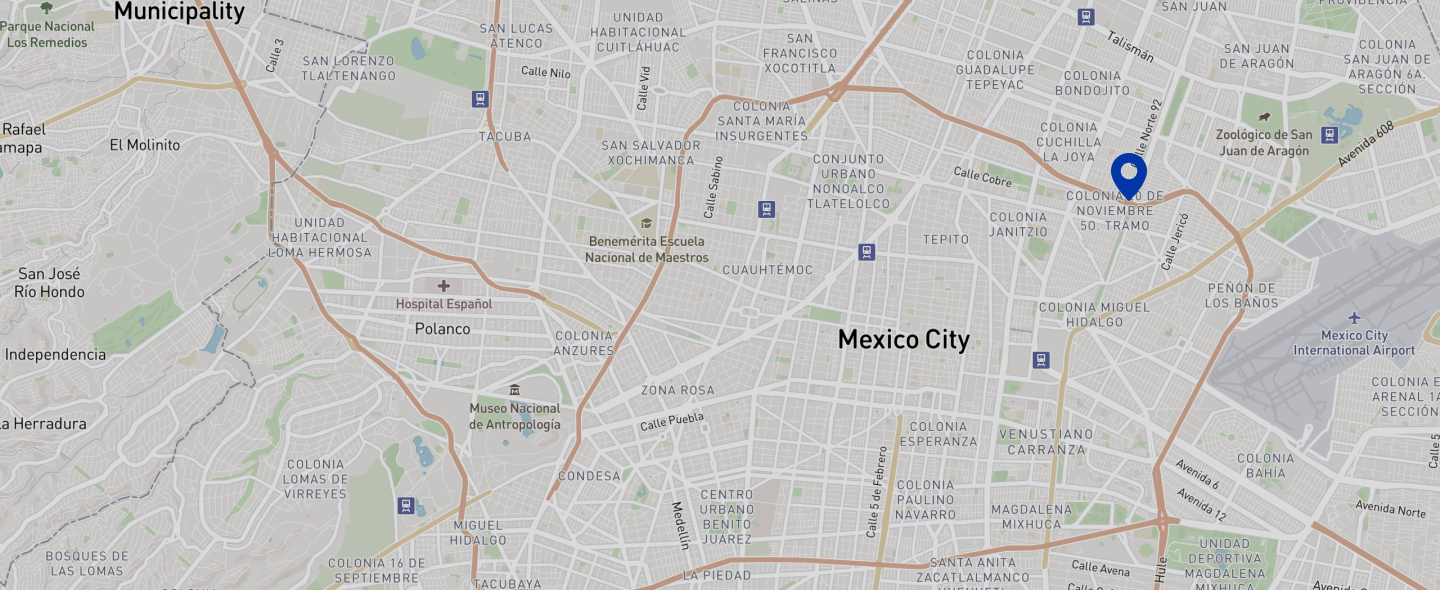 Municipality
Parque Nacional
Los Remedios
Calle 3
SAN LORENZO
TLALTENANGO
SAN LUCAS
ATENCO
UNIDAD
HABITACIONAL
CUITLÁHUAC
SALINAS
SAN
FRANCISCO
XOCOTITLA
Calle Nilo
Calle Vid
COLONIA
GUADALUPE
TEPEYAC
Talismán
SAN JUAN
PROVIDENCIA
SAN JUAN
DE ARAGÓN
COLONIA
SAN JUAN DE
ARAGÓN 6A.
SECCIÓN
COLONIA
BONDOJITO
Rafael
amapa
El Molinito
TACUBA
COLONIA
SANTA MARÍA
INSURGENTES
SAN SALVADOR
XOCHIMANCA
Calle Sabino
CONJUNTO
URBANO
NONOALCO
TLATELOLCO
COLONIA
CUCHILLA
LA JOYA
Calle Norte 92
Zoológico de San
Juan de Aragón
Avenida 608
Calle Cobre
COLONIA
JANITZIO
NOVIEMBRE
5O. TRAMO
Calle Jericó
UNIDAD
HABITACIONAL
LOMA HERMOSA
Benemérita Escuela
Nacional de Maestros
TEPITO
CUAUHTÉMOC
San José
Río Hondo
Hospital Español
Polanco
COLONIA
ANZURES
COLONIA MIGUEL
HIDALGO
PEÑÓN DE
LOS BAÑOS
Mexico City
Mexico City
International Airport
Independencia
ZONA ROSA
Museo Nacional
de Antropología
Calle Puebla
COLONIA
ESPERANZA
VENUSTIANO
CARRANZA
ARENAL 1A
SECCIÓN
La Herradura
COLONIA
LOMAS DE
VIRREYES
CONDESA
Medellín
CENTRO
URBANO
BENITO
JUÁREZ
Calle 5 de Febrero
COLONIA
PAULINO
NAVARRO
MAGDALENA
MIXHUCA
Avenida 6
Avenida 12
COLONIA
BAHÍA
Calle 5
Avenida Norte
MIGUEL
HIDALGO
BOSQUES DE
LAS LOMAS
COLONIA 16 DE
SEPTIEMBRE
TACUBAYA
LA PIEDAD
SANTA ANITA
ZACATLALMANCO
HUEHUETL
Calle Avena
Hule
UNIDAD
DEPORTIVA
MAGDALENA
MIXHUCA